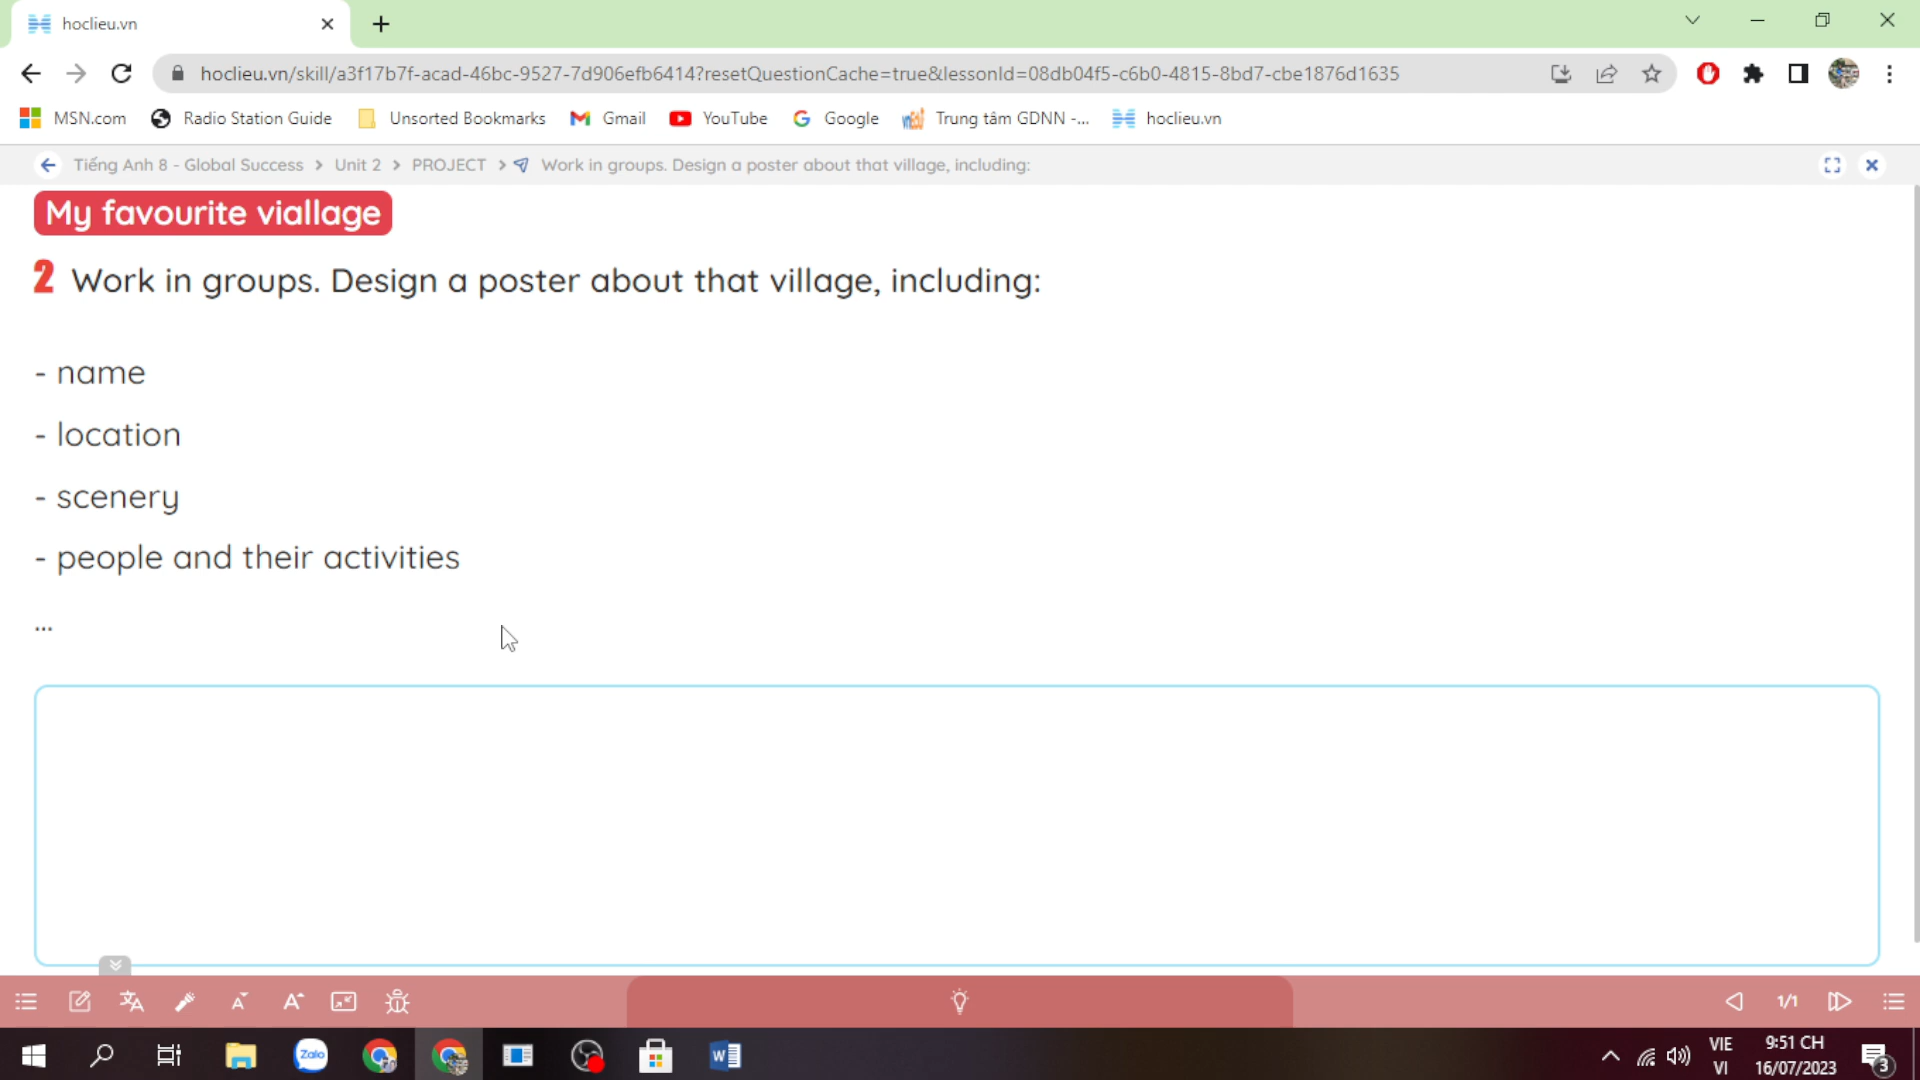 hoclieu.vn
hoclieu.vn/skill/a3f17b7f-acad-46bc-9527-7d906efb6414?resetQuestionCache=true&lessonId=08db04f5-c6b0-4815-8bd7-cbe1876d1635
MSN.com Radio Station Guide Unsorted Bookmarks Gmail YouTube Google Trung tâm GDNN -... hoclieu.vn
Tiếng Anh 8 - Global Success > Unit 2 > PROJECT > Work in groups. Design a poster about that village, including:
My favourite viallage
2 Work in groups. Design a poster about that village, including:
- name
- location
- scenery
- people and their activities
...
1/1
Zalo
VIE 9:51 CH
VI 16/07/2023 3